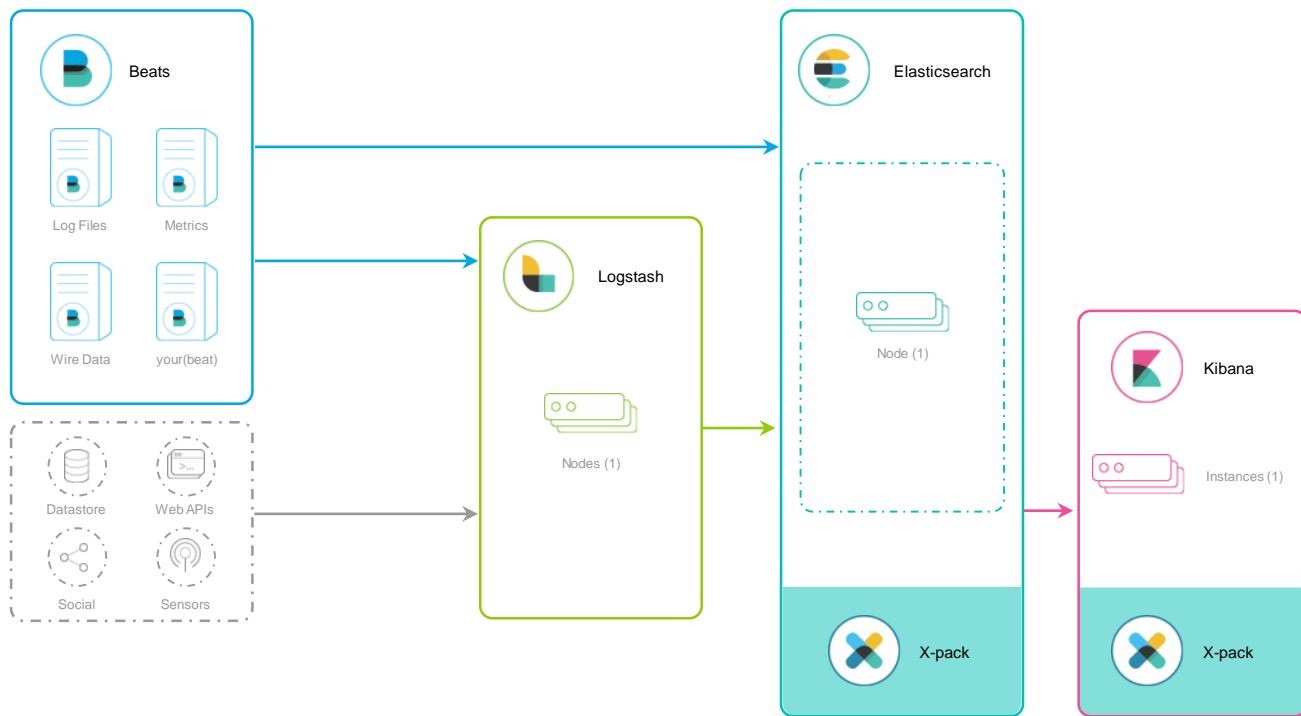 Beats
Log Files
Metrics
Wire Data
your(beat)
Datastore
Web APIs
>_...
Social
Sensors
Logstash
Nodes (1)
Elasticsearch
Node (1)
X-pack
Kibana
Instances (1)
X-pack